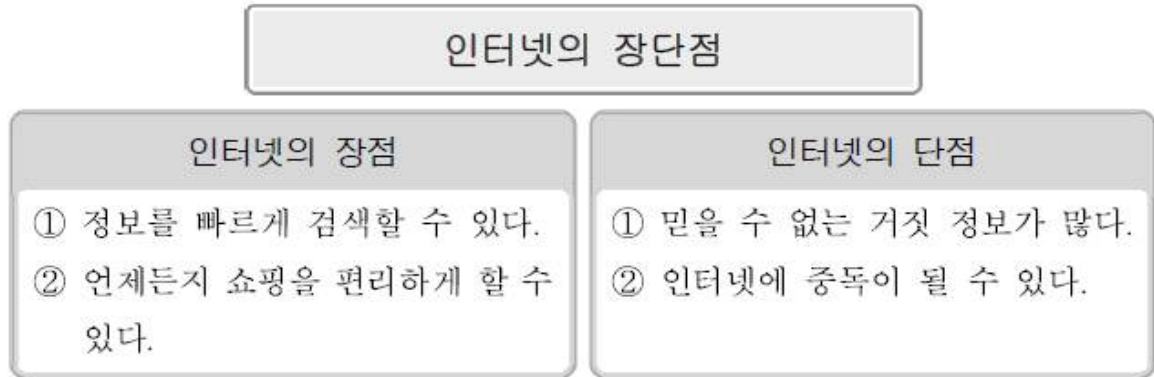 인터넷의 장단점
인터넷의 장점
① 정보를 빠르게 검색할 수 있다.
② 언제든지 쇼핑을 편리하게 할 수
있다.
인터넷의 단점
① 믿을 수 없는 거짓 정보가 많다.
② 인터넷에 중독이 될 수 있다.